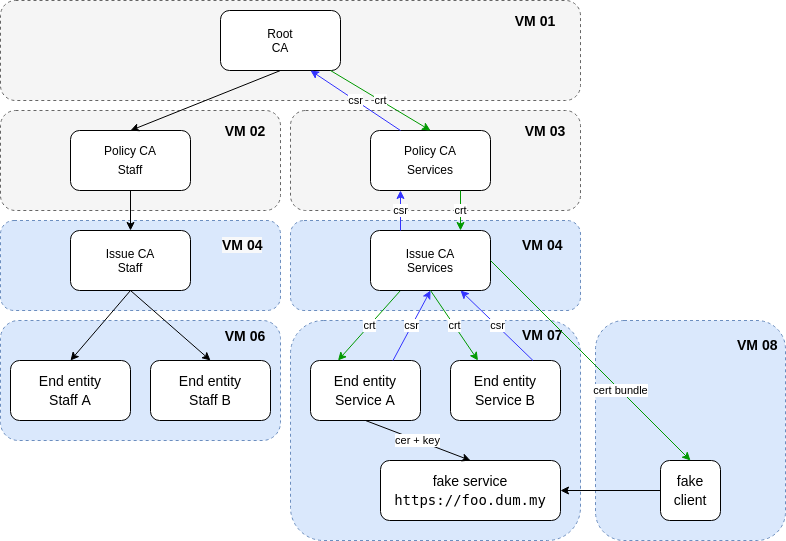 VM 01
Root
CA
csr
crt
VM 02
VM 03
Policy CA
Staff
Policy CA
Services
csr
crt
VM 04
VM 04
Issue CA
Staff
Issue CA
Services
crt
csr
crt
csr
VM 06
VM 07
VM 08
End entity
Staff A
End entity
Staff B
End entity
Service A
End entity
Service B
cert bundle
cer + key
fake service
https://foo.dum.my
fake
client